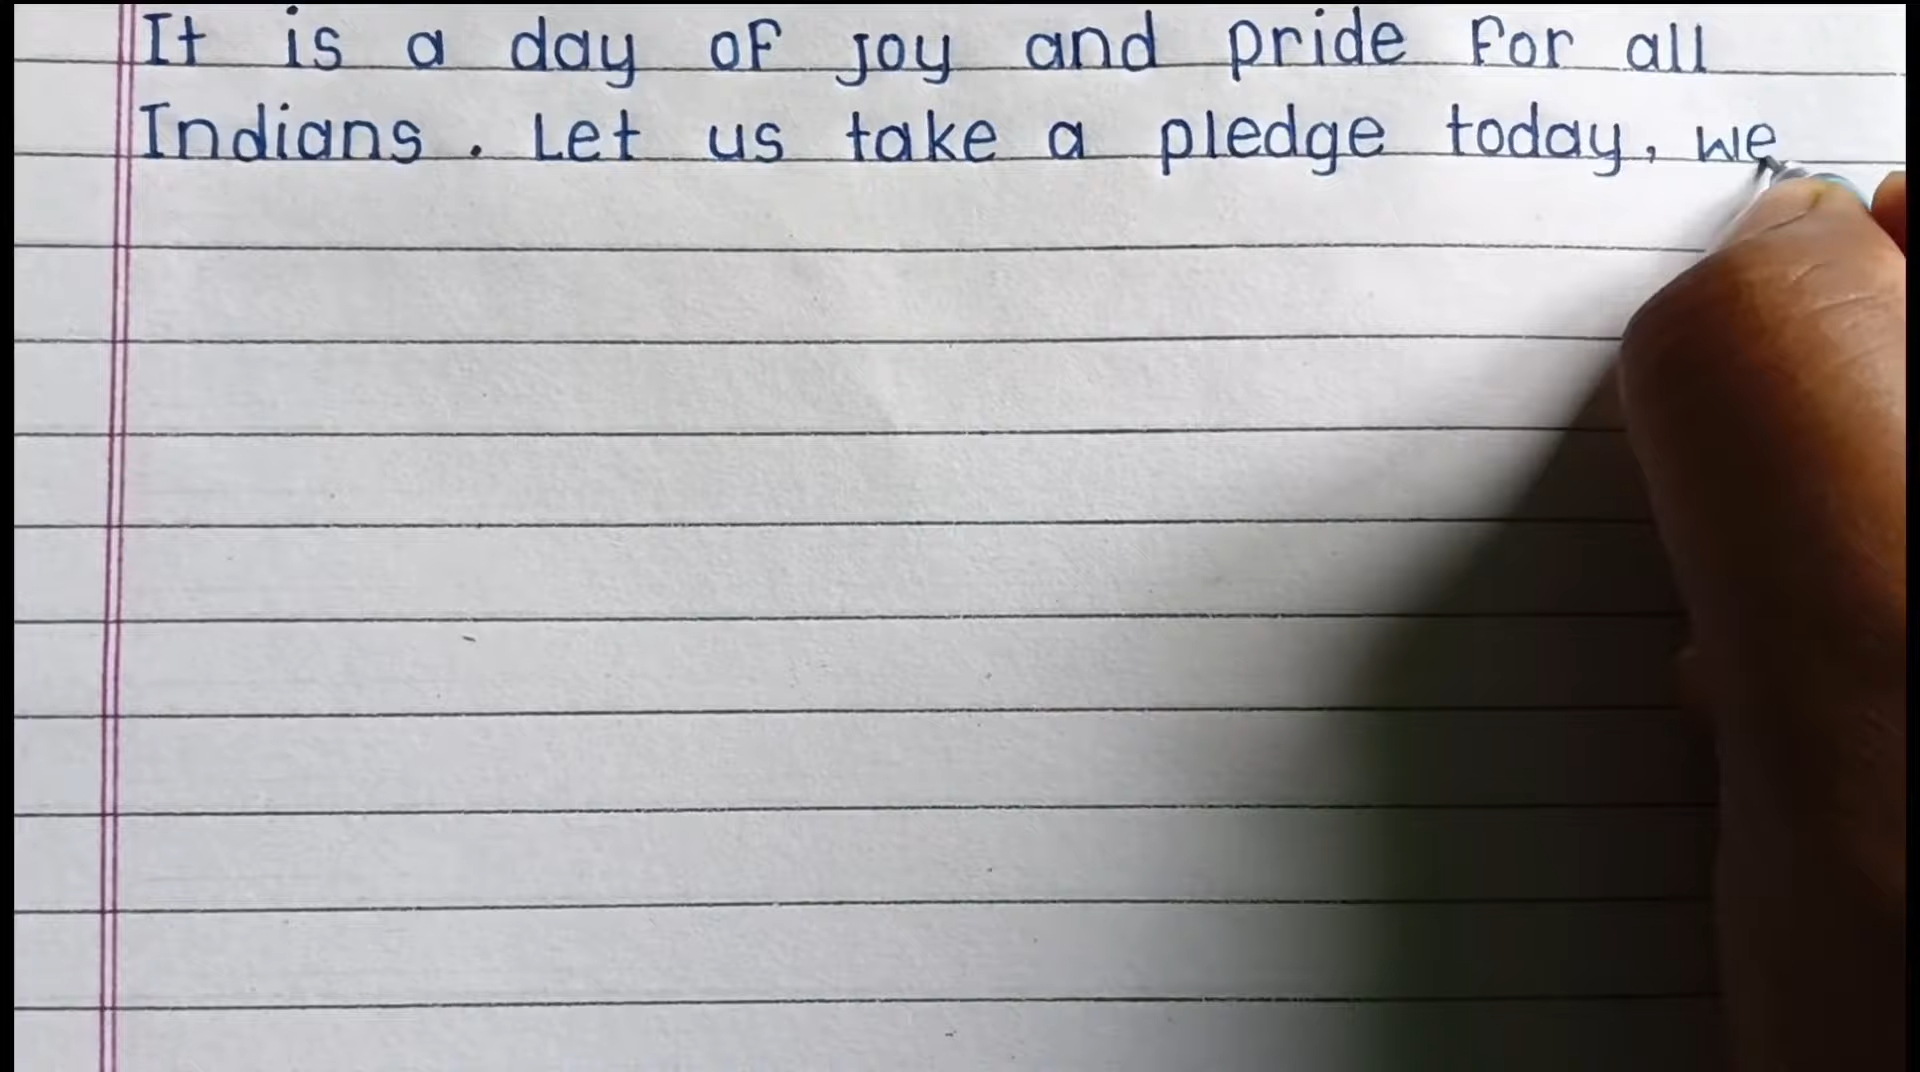 It is a day of joy and pride for all
Indians. Let us take a pledge today, we